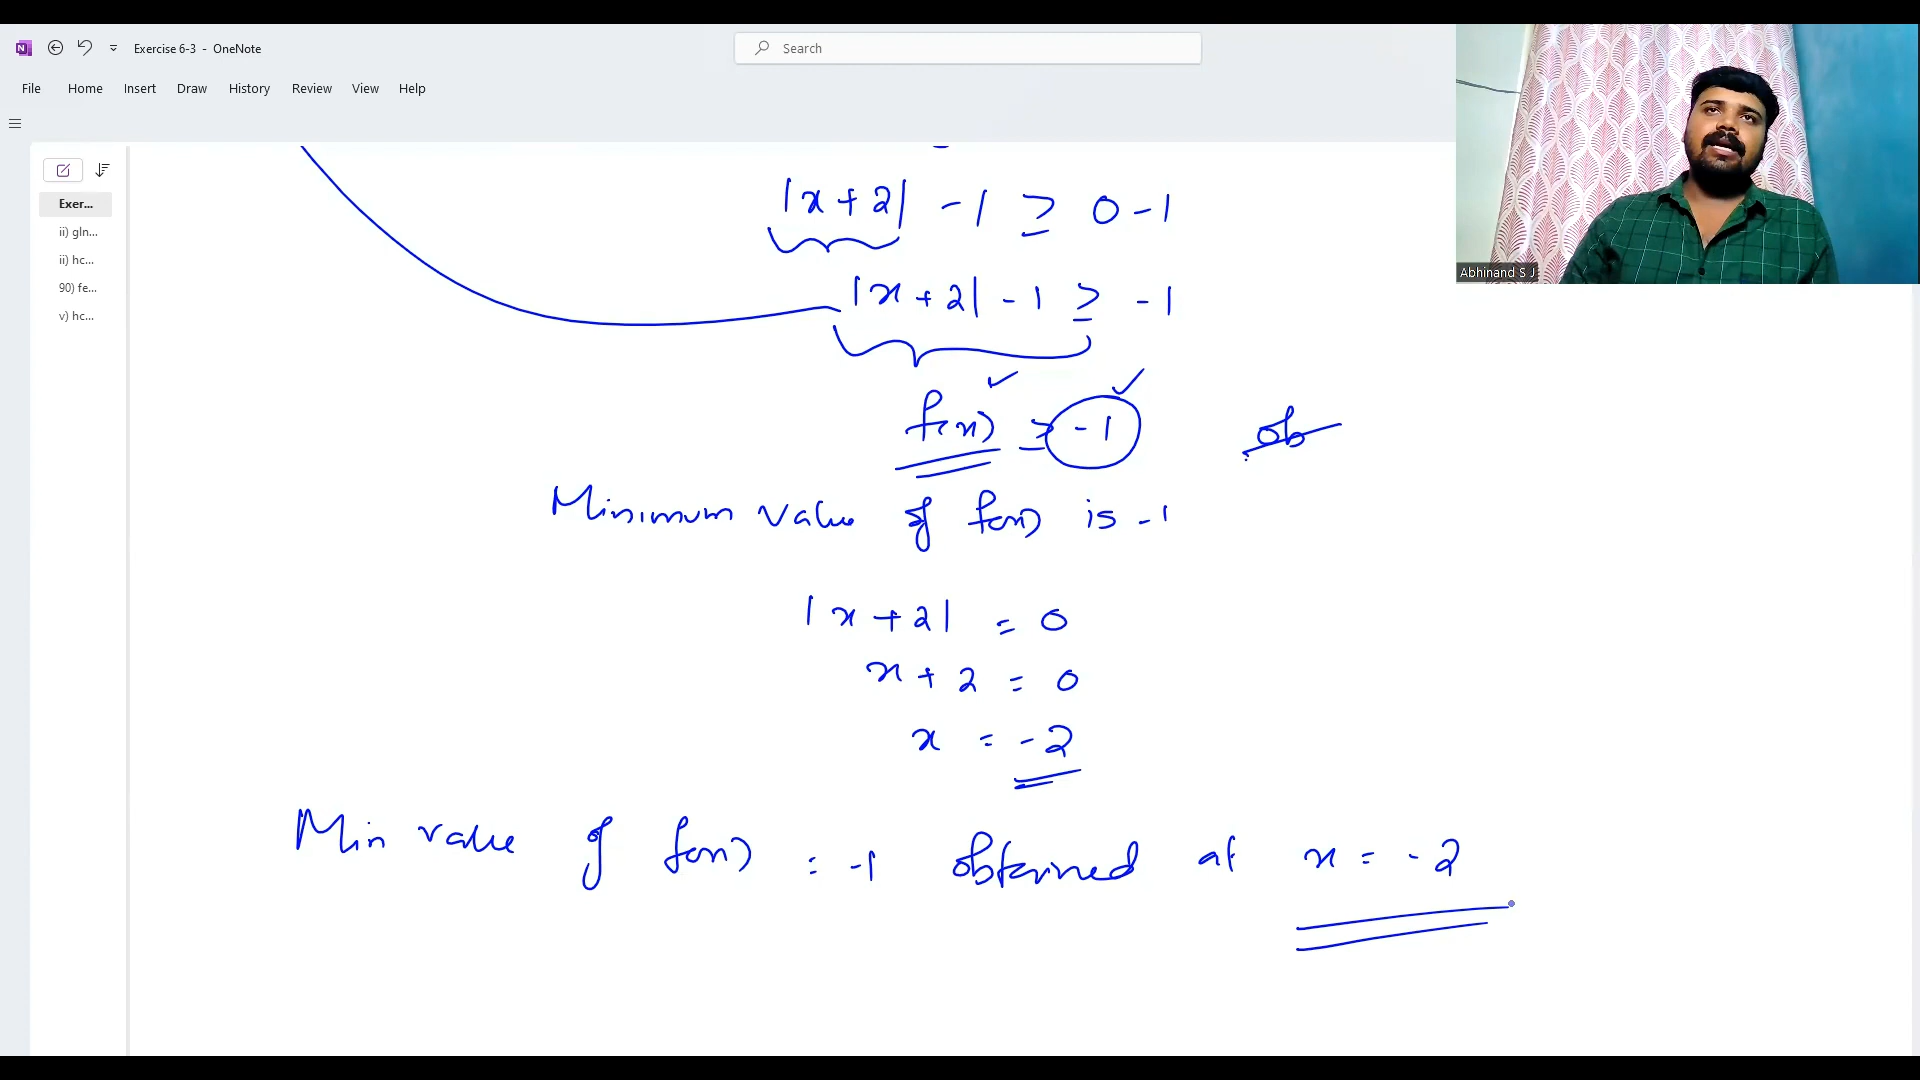 Exercise 6-3 - OneNote
Search
File Home Insert Draw History Review View Help
Abhinand S J
Exer...
ii) gln...
ii) hc...
90) fe...
v) hc...
|x+2| -1 ≥ 0-1
|x+2| - 1 ≥ -1
f(x) ≥ -1 ob
Minimum value of f(x) is -1
|x+2| = 0
x+2 = 0
x = -2
Min value of f(x) = -1 obtained at x = -2